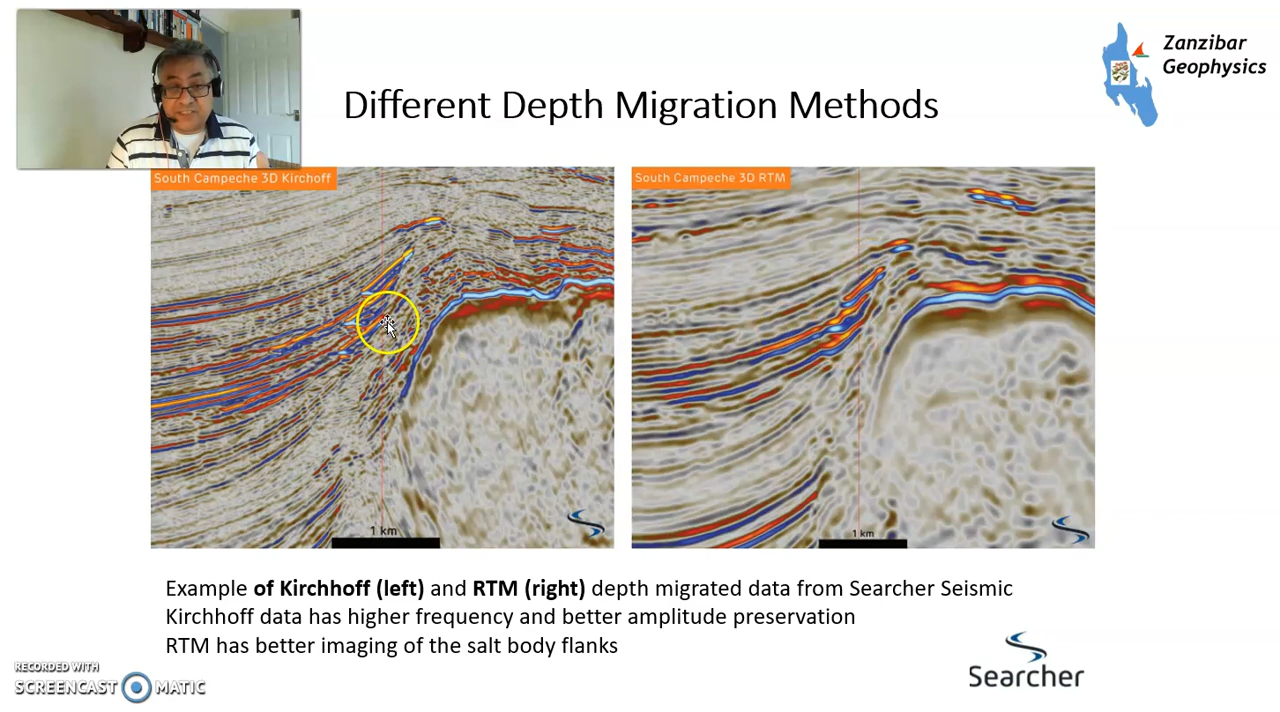 Zanzibar
Geophysics
Different Depth Migration Methods
South Campeche 3D Kirchoff
South Campeche 3D RTM
1 km
1 km
Example of Kirchhoff (left) and RTM (right) depth migrated data from Searcher Seismic
Kirchhoff data has higher frequency and better amplitude preservation
RTM has better imaging of the salt body flanks
Searcher
RECORDED WITH
SCREENCAST MATIC